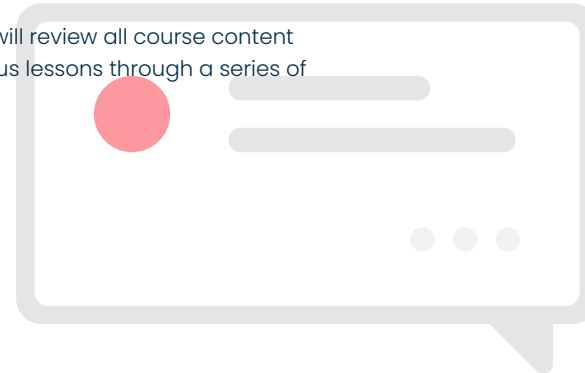 will review all course content
us lessons through a series of